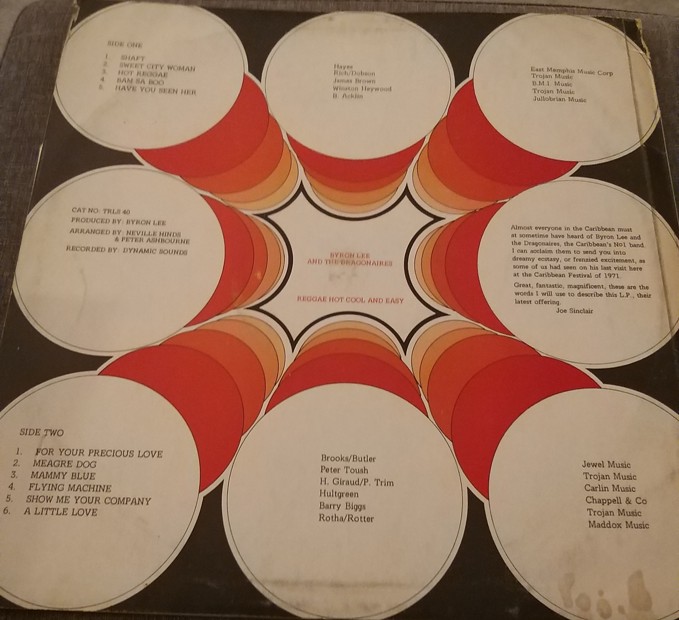 SIDE ONE
1. SHAFT
2. SWEET CITY WOMAN
3. HOT REGGAE
4. BAM SA BOO
5. HAVE YOU SEEN HER
Hayes
Rich/Dobson
James Brown
Winston Heywood
B. Acklin
East Memphis Music Corp
Trojan Music
B.M.I. Music
Trojan Music
Juliobrian Music
CAT NO: TRLS 40
PRODUCED BY: BYRON LEE
ARRANGED BY: NEVILLE HINDS
& PETER ASHBOURNE
RECORDED BY: DYNAMIC SOUNDS
BYRON LEE
AND THE DRAGONAIRES
REGGAE HOT COOL AND EASY
Almost everyone in the Caribbean must
at sometime have heard of Byron Lee and
the Dragonaires, the Caribbean's NO1 band.
I can acclaim them to send you into
dreamy ecstasy, or frensied excitement, as
some of us had seen on his last visit here
at the Caribbean Festival of 1971.
Great, fantastic, magnificent, these are the
words I will use to describe this L.P., their
latest offering.
Joe Sinclair
SIDE TWO
1. FOR YOUR PRECIOUS LOVE
2. MEAGRE DOG
3. MAMMY BLUE
4. FLYING MACHINE
5. SHOW ME YOUR COMPANY
6. A LITTLE LOVE
Brooks/Butler
Peter Toush
H. Giraud/P. Trim
Hultgreen
Barry Biggs
Rotha/Rotter
Jewel Music
Trojan Music
Carlin Music
Chappell & Co
Trojan Music
Maddox Music